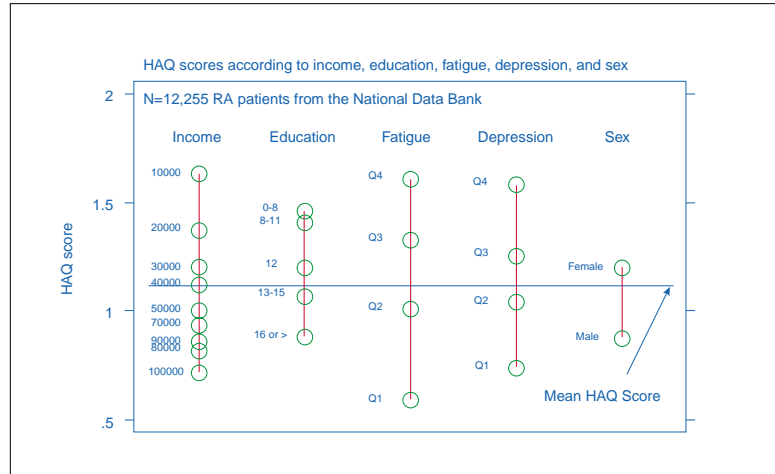 HAQ scores according to income, education, fatigue, depression, and sex
N=12,255 RA patients from the National Data Bank
Income Education Fatigue Depression Sex
HAQ score
2
1.5
1
.5
10000
20000
30000
40000
50000
70000
90000
80000
100000
0-8
8-11
12
13-15
16 or >
Q4
Q3
Q2
Q1
Q4
Q3
Q2
Q1
Female
Male
Mean HAQ Score